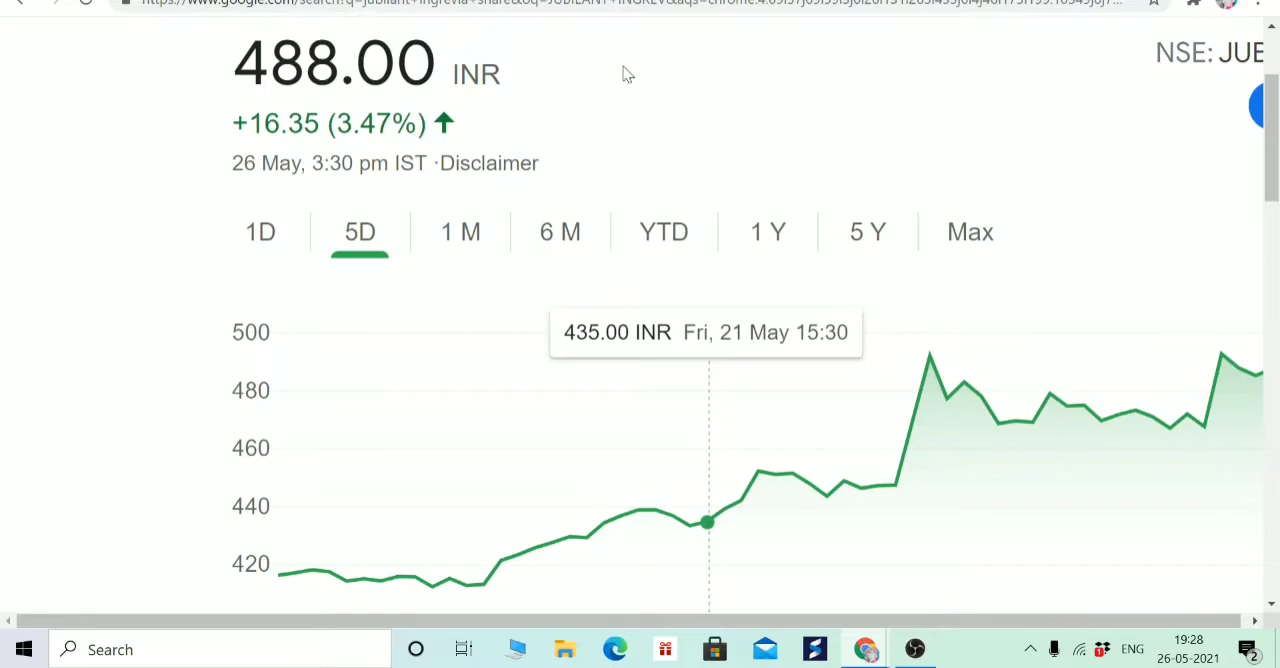 488.00 INR
NSE: JUE
+16.35 (3.47%)
26 May, 3:30 pm IST ·Disclaimer
1D 5D 1 M 6 M YTD 1 Y 5 Y Max
500
435.00 INR Fri, 21 May 15:30
480
460
440
420
Search
ENG
19:28
26-05-2021
2